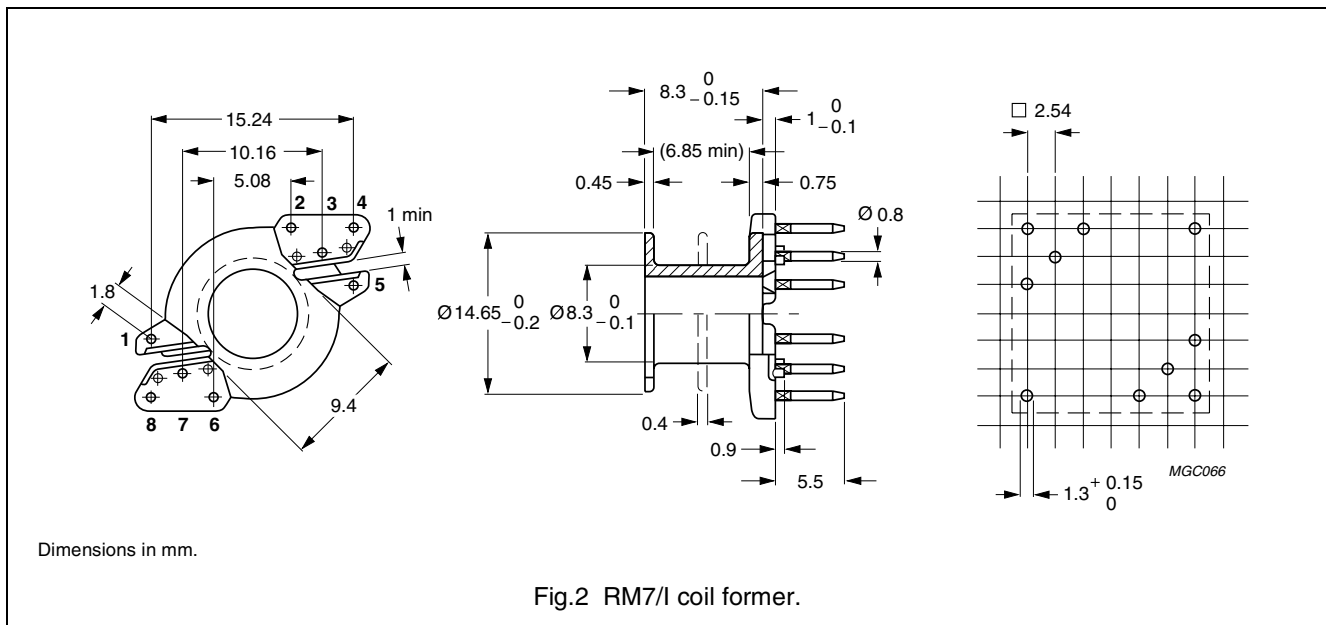 15.24
10.16
5.08
2 3 4
1 min
5
1.8
1
8 7 6
9.4
8.3 0 −0.15
1 0 −0.1
(6.85 min)
0.45
0.75
Ø 0.8
Ø 14.65 0 −0.2
Ø 8.3 0 −0.1
0.4
0.9
5.5
□ 2.54
MGC066
1.3 + 0.15 0
Dimensions in mm.
Fig.2 RM7/I coil former.